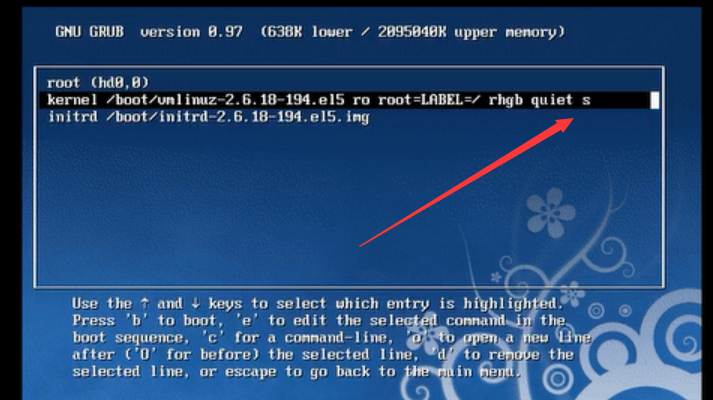 GNU GRUB version 0.97 (638K lower / 2095040K upper memory)
root (hd0,0)
kernel /boot/vmlinuz-2.6.18-194.el5 ro root=LABEL=/ rhgb quiet s
initrd /boot/initrd-2.6.18-194.el5.img
Use the ↑ and ↓ keys to select which entry is highlighted.
Press 'b' to boot, 'e' to edit the selected command in the
boot sequence, 'c' for a command-line, 'o' to open a new line
after ('O' for before) the selected line, 'd' to remove the
selected line, or escape to go back to the main menu.